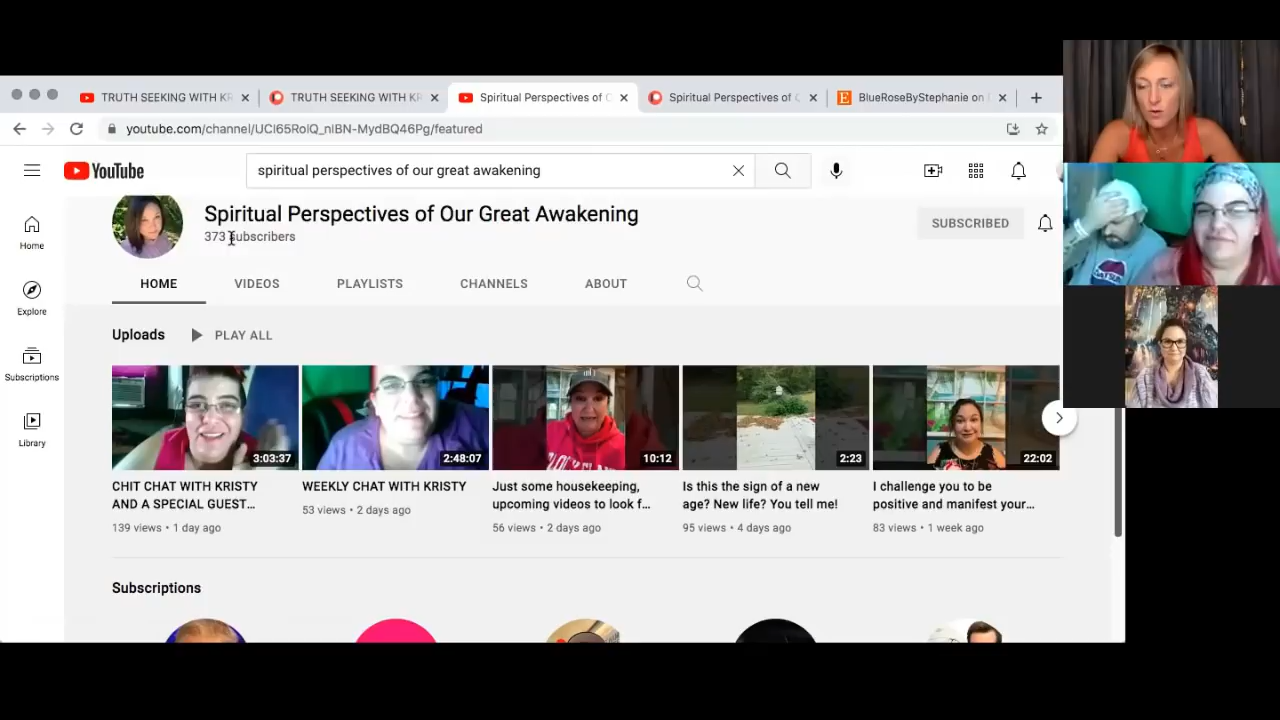 TRUTH SEEKING WITH KR
TRUTH SEEKING WITH KR
Spiritual Perspectives of O
Spiritual Perspectives of O
BlueRoseByStephanie on
youtube.com/channel/UCl65RolQ_nlBN-MydBQ46Pg/featured
YouTube
spiritual perspectives of our great awakening
Spiritual Perspectives of Our Great Awakening
373 subscribers
SUBSCRIBED
Home
Explore
Subscriptions
Library
HOME VIDEOS PLAYLISTS CHANNELS ABOUT
Uploads PLAY ALL
3:03:37
2:48:07
10:12
2:23
22:02
CHIT CHAT WITH KRISTY
AND A SPECIAL GUEST...
139 views • 1 day ago
WEEKLY CHAT WITH KRISTY
53 views • 2 days ago
Just some housekeeping,
upcoming videos to look f...
56 views • 2 days ago
Is this the sign of a new
age? New life? You tell me!
95 views • 4 days ago
I challenge you to be
positive and manifest your...
83 views • 1 week ago
Subscriptions